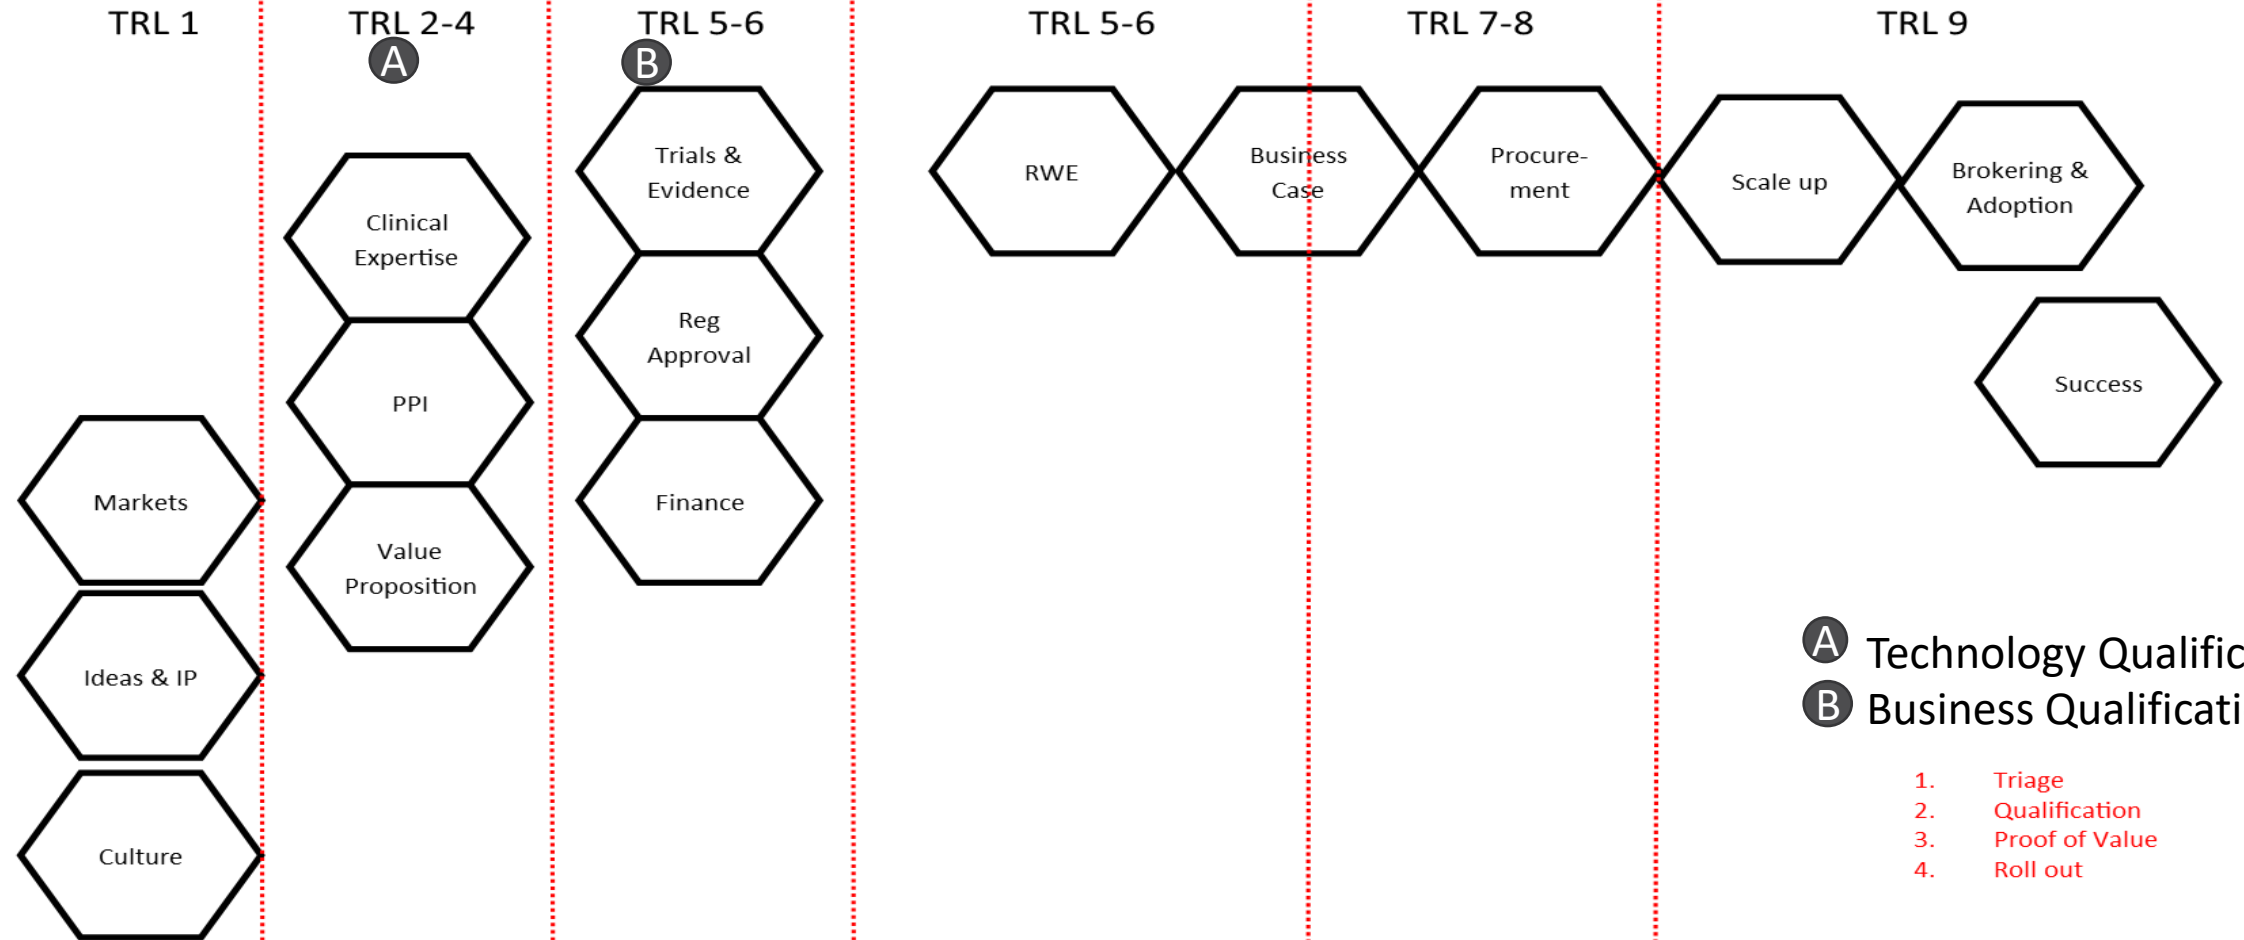 TRL 1
TRL 2-4
TRL 5-6
TRL 5-6
TRL 7-8
TRL 9
A
B
Markets
Ideas & IP
Culture
Clinical
Expertise
PPI
Value
Proposition
Trials &
Evidence
Reg
Approval
Finance
RWE
Business
Case
Procure-
ment
Scale up
Brokering &
Adoption
Success
A Technology Qualific
B Business Qualificati
1. Triage
2. Qualification
3. Proof of Value
4. Roll out